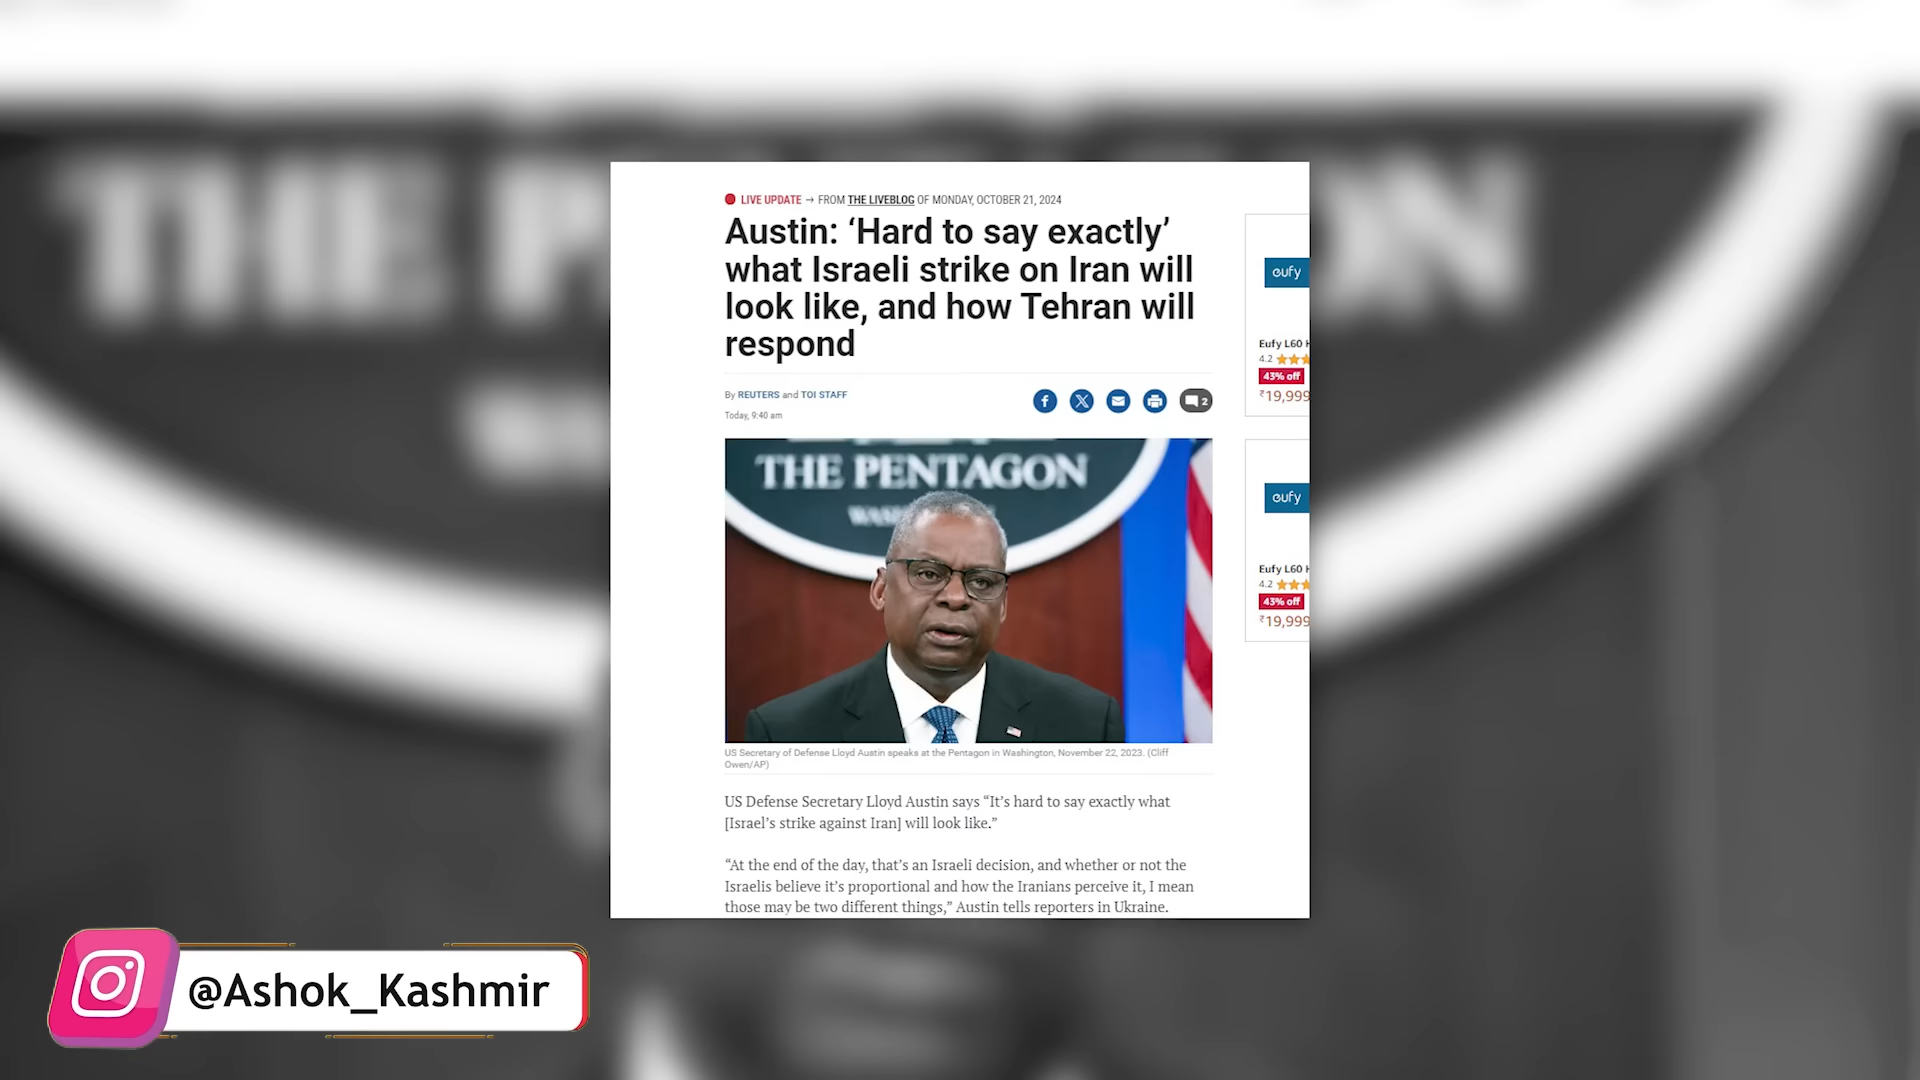 THE P
ON
LIVE UPDATE → FROM THE LIVEBLOG OF MONDAY, OCTOBER 21, 2024
Austin: ‘Hard to say exactly’
what Israeli strike on Iran will
look like, and how Tehran will
respond
By REUTERS and TOI STAFF
Today, 9:40 am
2
THE PENTAGON
US Secretary of Defense Lloyd Austin speaks at the Pentagon in Washington, November 22, 2023. (Cliff
Owen/AP)
US Defense Secretary Lloyd Austin says “It’s hard to say exactly what
[Israel’s strike against Iran] will look like.”
“At the end of the day, that’s an Israeli decision, and whether or not the
Israelis believe it’s proportional and how the Iranians perceive it, I mean
those may be two different things,” Austin tells reporters in Ukraine.
eufy
Eufy L60 H
4.2
43% off
₹19,999
eufy
Eufy L60 H
4.2
43% off
₹19,999
@Ashok_Kashmir